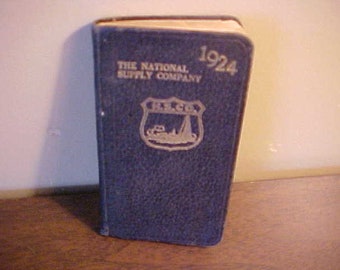 1924
THE NATIONAL
SUPPLY COMPANY
N.S.CO.